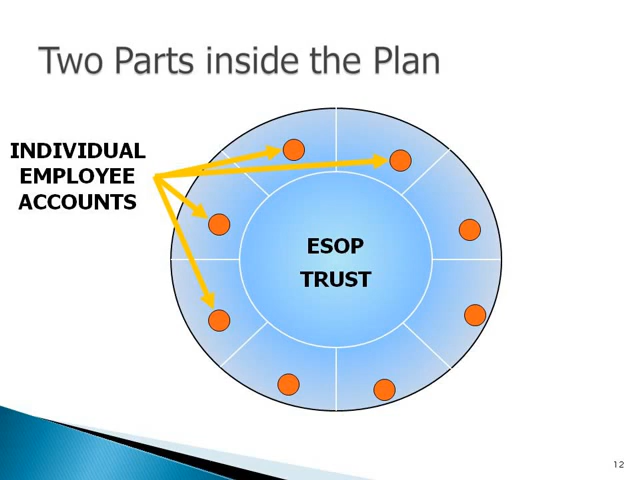 Two Parts inside the Plan
INDIVIDUAL
EMPLOYEE
ACCOUNTS
ESOP
TRUST
12